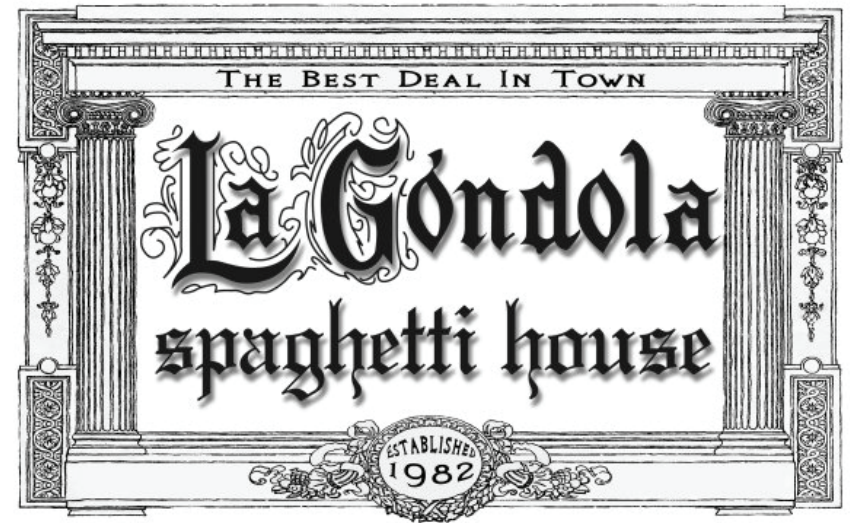 The Best Deal In Town
La Góndola
spaghetti house
ESTABLISHED
1982